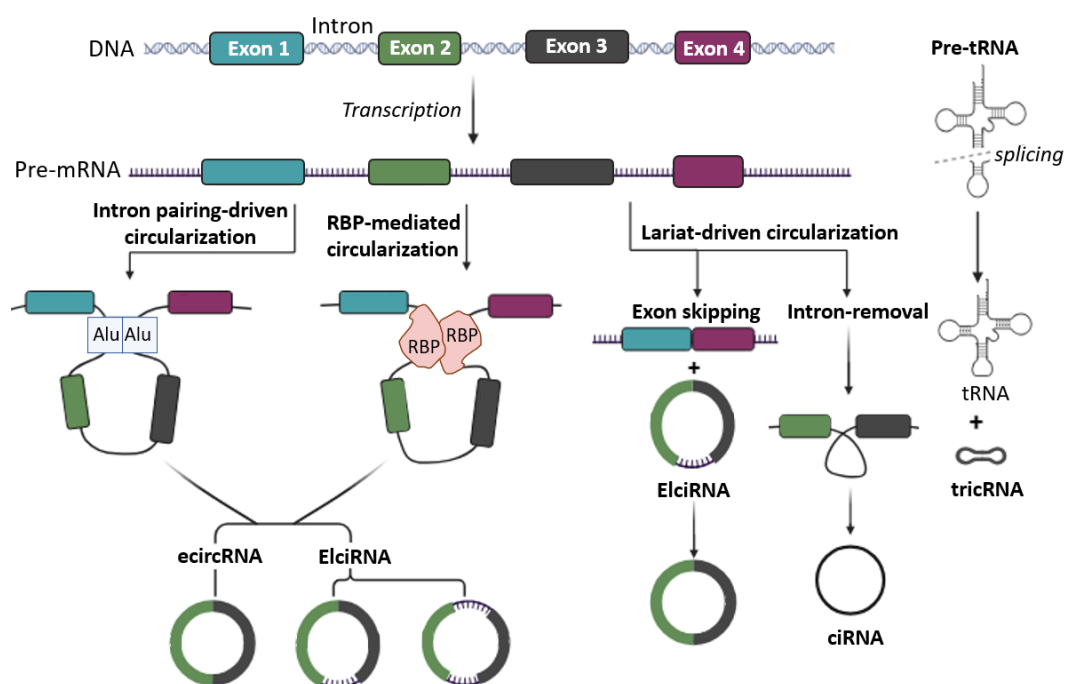 Intron
DNA
Exon 1
Exon 2
Exon 3
Exon 4
Pre-tRNA
Transcription
splicing
Pre-mRNA
Intron pairing-driven
circularization
RBP-mediated
circularization
Lariat-driven circularization
Exon skipping
Intron-removal
Alu
Alu
RBP
RBP
+
tRNA
+
ElciRNA
tricRNA
ecircRNA
ElciRNA
ciRNA